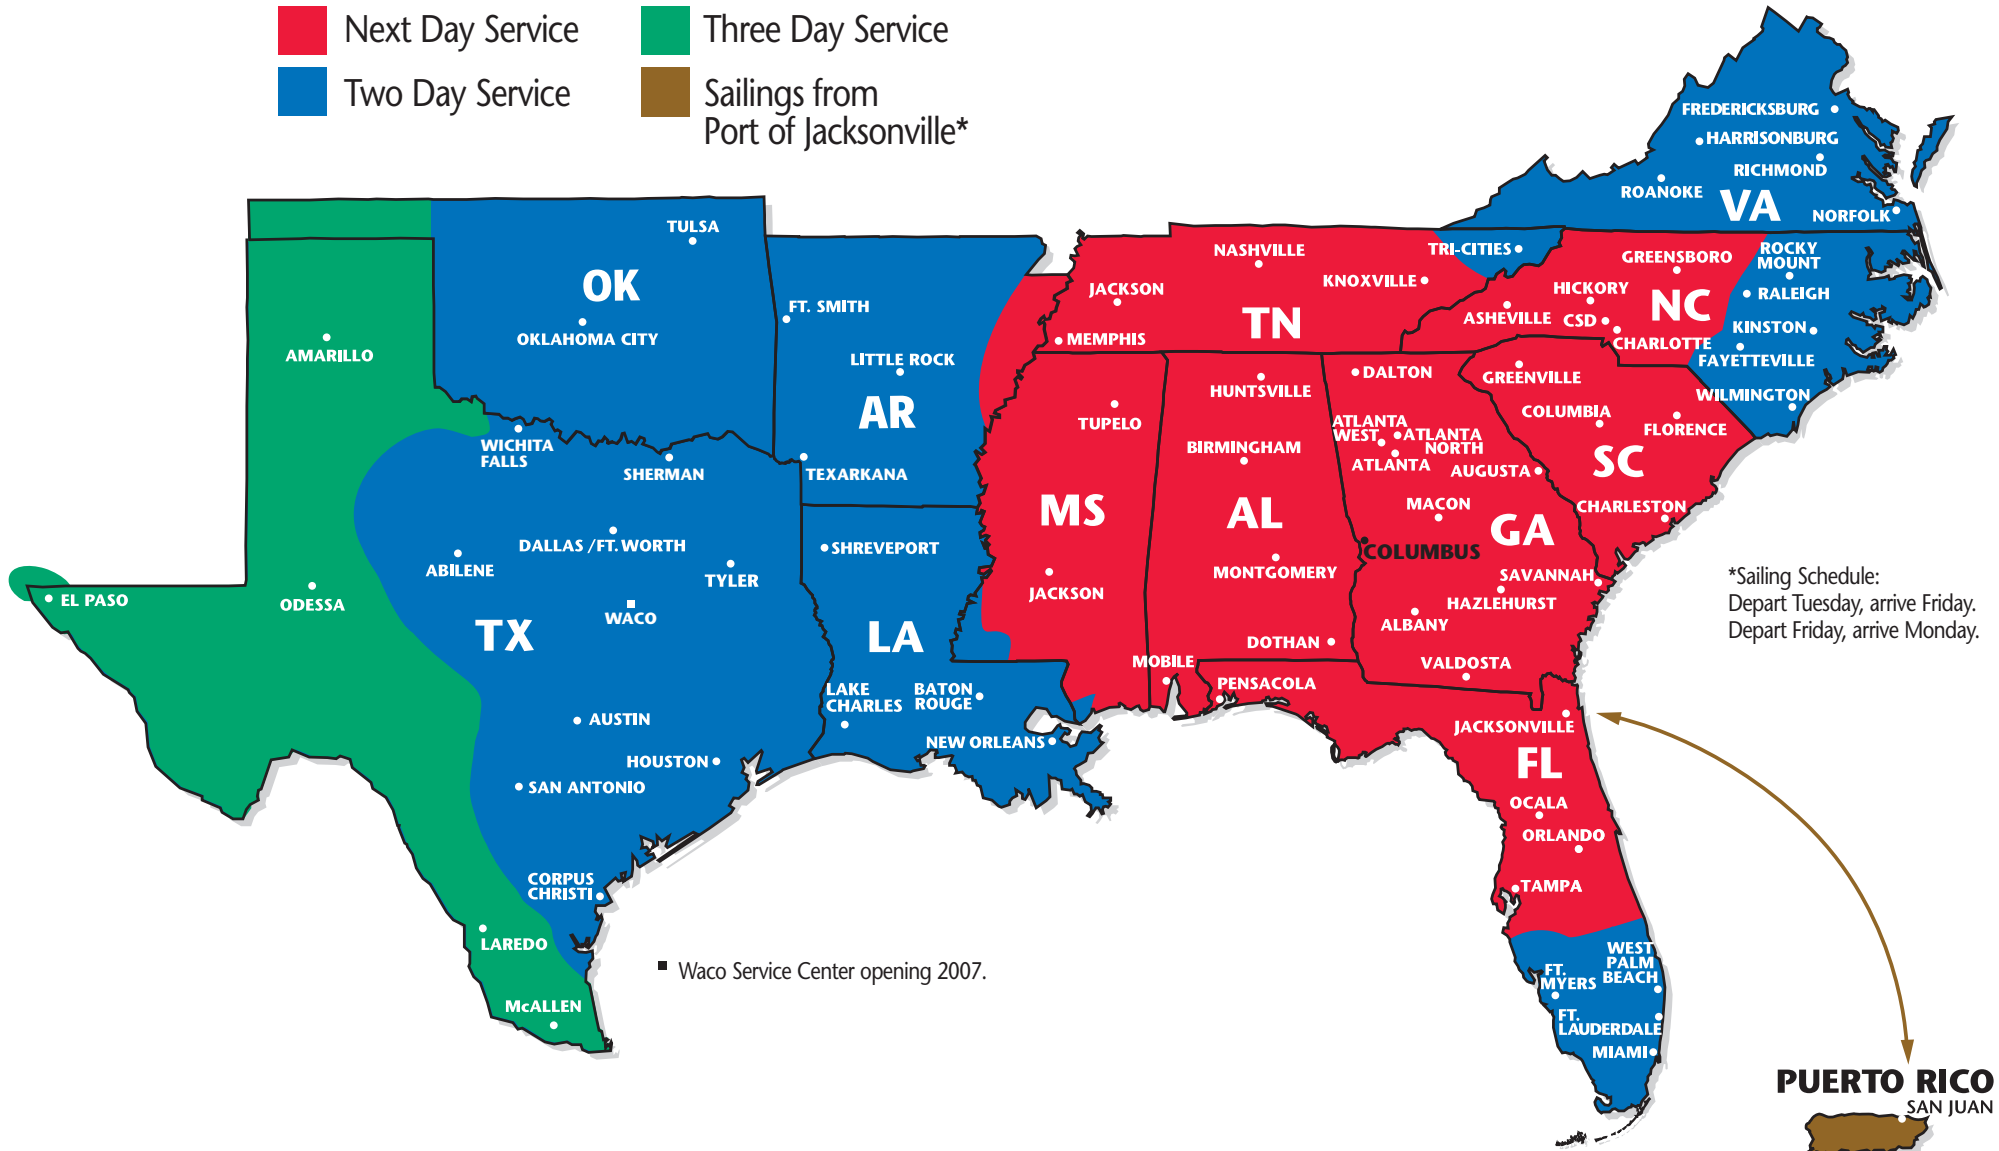 Next Day Service
Two Day Service
Three Day Service
Sailings from
Port of Jacksonville*
FREDERICKSBURG
HARRISONBURG
RICHMOND
ROANOKE
VA
NORFOLK
TULSA
OK
OKLAHOMA CITY
AMARILLO
FT. SMITH
LITTLE ROCK
AR
TEXARKANA
NASHVILLE
TRI-CITIES
KNOXVILLE
JACKSON
TN
MEMPHIS
GREENSBORO
HICKORY
NC
ASHEVILLE
CSD
CHARLOTTE
ROCKY
MOUNT
RALEIGH
KINSTON
FAYETTEVILLE
WILMINGTON
WICHITA
FALLS
SHERMAN
DALLAS /FT. WORTH
ABILENE
TYLER
EL PASO
ODESSA
WACO
TX
AUSTIN
HOUSTON
SAN ANTONIO
CORPUS
CHRISTI
LAREDO
McALLEN
SHREVEPORT
LA
LAKE
CHARLES
BATON
ROUGE
NEW ORLEANS
TUPELO
MS
JACKSON
HUNTSVILLE
BIRMINGHAM
AL
MONTGOMERY
DOTHAN
MOBILE
DALTON
ATLANTA
WEST
ATLANTA
NORTH
ATLANTA
AUGUSTA
MACON
GA
COLUMBUS
SAVANNAH
HAZLEHURST
ALBANY
VALDOSTA
GREENVILLE
COLUMBIA
FLORENCE
SC
CHARLESTON
PENSACOLA
JACKSONVILLE
FL
OCALA
ORLANDO
TAMPA
WEST
PALM
BEACH
FT.
MYERS
FT.
LAUDERDALE
MIAMI
*Sailing Schedule:
Depart Tuesday, arrive Friday.
Depart Friday, arrive Monday.
Waco Service Center opening 2007.
PUERTO RICO
SAN JUAN